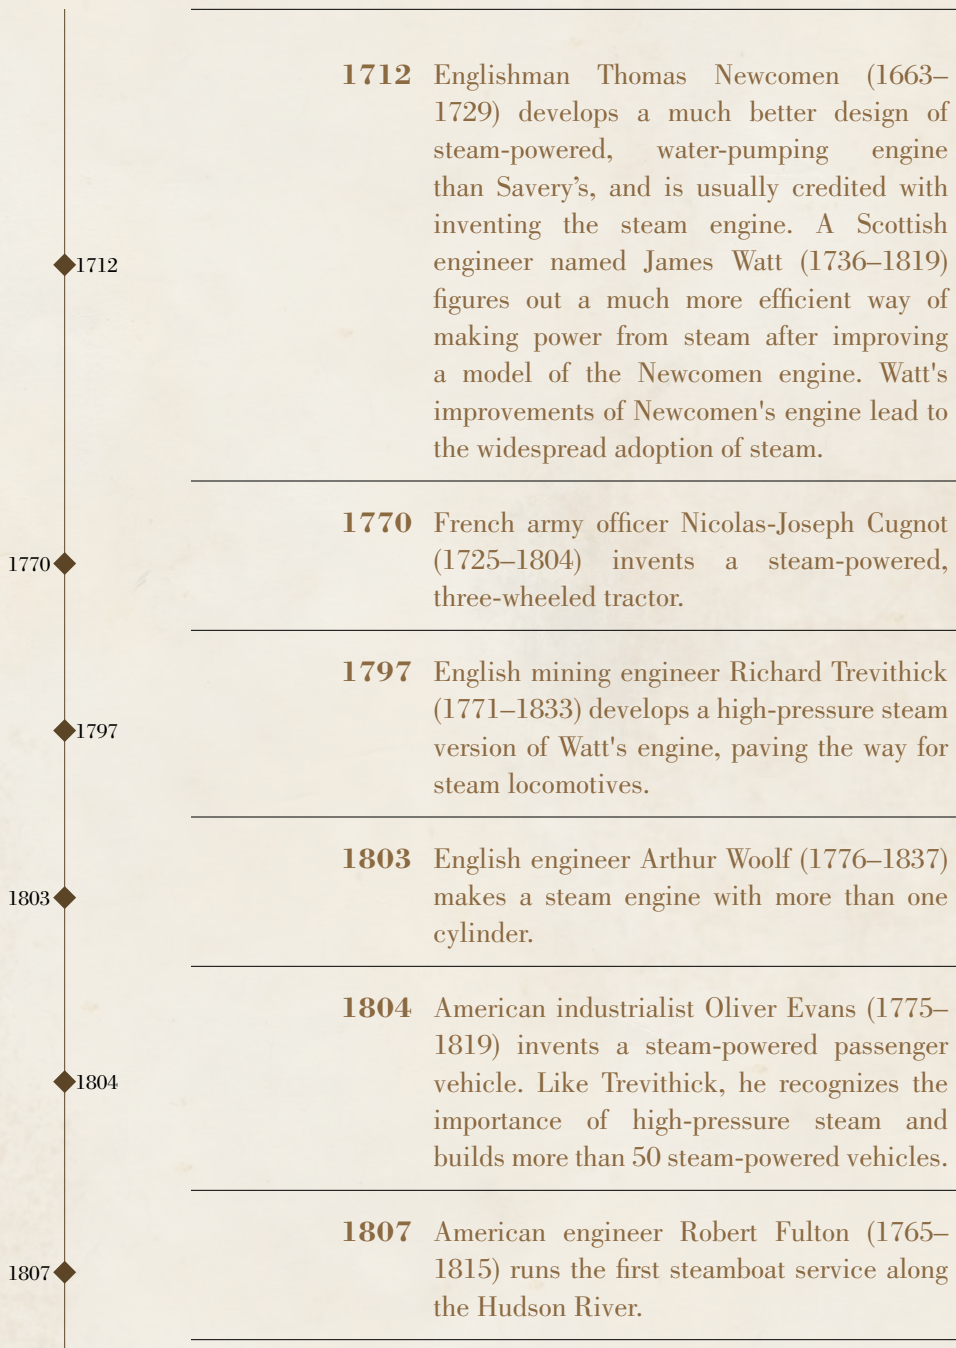 1712 Englishman Thomas Newcomen (1663–
1729) develops a much better design of
steam-powered, water-pumping engine
than Savery’s, and is usually credited with
inventing the steam engine. A Scottish
engineer named James Watt (1736–1819)
figures out a much more efficient way of
making power from steam after improving
a model of the Newcomen engine. Watt's
improvements of Newcomen's engine lead to
the widespread adoption of steam.
1712
1770 French army officer Nicolas-Joseph Cugnot
(1725–1804) invents a steam-powered,
three-wheeled tractor.
1770
1797 English mining engineer Richard Trevithick
(1771–1833) develops a high-pressure steam
version of Watt's engine, paving the way for
steam locomotives.
1797
1803 English engineer Arthur Woolf (1776–1837)
makes a steam engine with more than one
cylinder.
1803
1804 American industrialist Oliver Evans (1775–
1819) invents a steam-powered passenger
vehicle. Like Trevithick, he recognizes the
importance of high-pressure steam and
builds more than 50 steam-powered vehicles.
1804
1807 American engineer Robert Fulton (1765–
1815) runs the first steamboat service along
the Hudson River.
1807